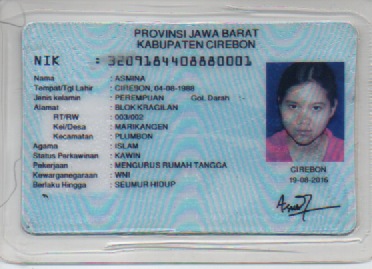 PROVINSI JAWA BARAT
KABUPATEN CIREBON
NIK : 3209184408880001
Nama : ASMINA
Tempat/Tgl Lahir : CIREBON, 04-08-1988
Jenis kelamin : PEREMPUAN Gol. Darah : -
Alamat : BLOK KRAGILAN
RT/RW : 003/002
Kel/Desa : MARIKANGEN
Kecamatan : PLUMBON
Agama : ISLAM
Status Perkawinan : KAWIN
Pekerjaan : MENGURUS RUMAH TANGGA
Kewarganegaraan : WNI
Berlaku Hingga : SEUMUR HIDUP
CIREBON
19-08-2016